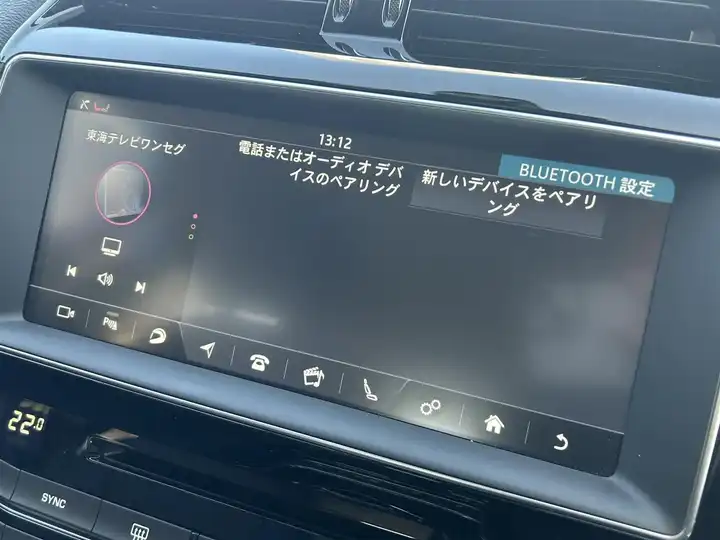 13:12
東海テレビワンセグ
電話またはオーディオ デバ
イスのペアリング
BLUETOOTH 設定
新しいデバイスをペアリ
ング
22.0
SYNC